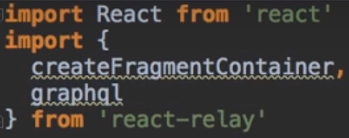 import React from 'react'
import {
  createFragmentContainer,
  graphql
} from 'react-relay'